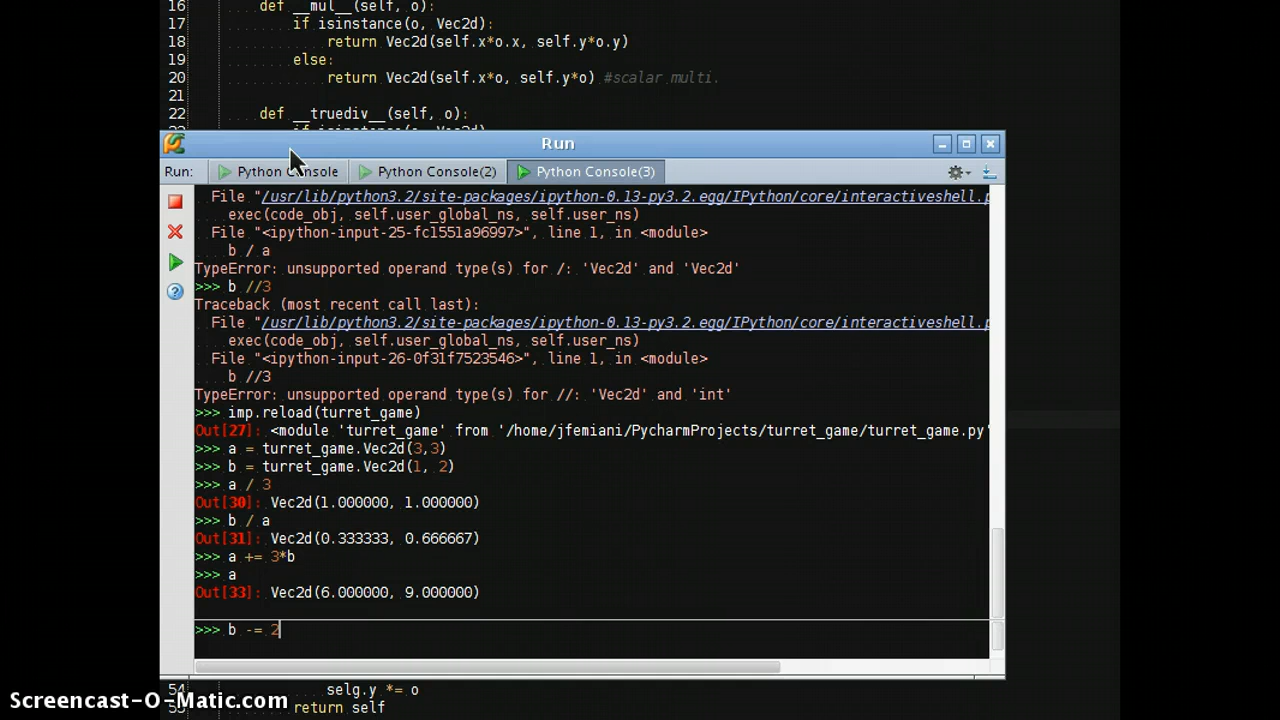 16 def __mul__(self, o):
17 if isinstance(o, Vec2d):
18 return Vec2d(self.x*o.x, self.y*o.y)
19 else:
20 return Vec2d(self.x*o, self.y*o) #scalar multi.
21
22 def __truediv__(self, o):
Run
Run: Python Console Python Console(2) Python Console(3)
File "/usr/lib/python3.2/site-packages/ipython-0.13-py3.2.egg/IPython/core/interactiveshell.p
exec(code_obj, self.user_global_ns, self.user_ns)
File "<ipython-input-25-fc1551a96997>", line 1, in <module>
b / a
TypeError: unsupported operand type(s) for /: 'Vec2d' and 'Vec2d'
>>> b //3
Traceback (most recent call last):
File "/usr/lib/python3.2/site-packages/ipython-0.13-py3.2.egg/IPython/core/interactiveshell.p
exec(code_obj, self.user_global_ns, self.user_ns)
File "<ipython-input-26-0f31f7523546>", line 1, in <module>
b //3
TypeError: unsupported operand type(s) for //: 'Vec2d' and 'int'
>>> imp.reload(turret_game)
Out[27]: <module 'turret_game' from '/home/jfemiani/PycharmProjects/turret_game/turret_game.py'
>>> a = turret_game.Vec2d(3,3)
>>> b = turret_game.Vec2d(1, 2)
>>> a / 3
Out[30]: Vec2d(1.000000, 1.000000)
>>> b / a
Out[31]: Vec2d(0.333333, 0.666667)
>>> a += 3*b
>>> a
Out[33]: Vec2d(6.000000, 9.000000)
>>> b -= 2
54 selg.y *= o
55 return self
Screencast-O-Matic.com